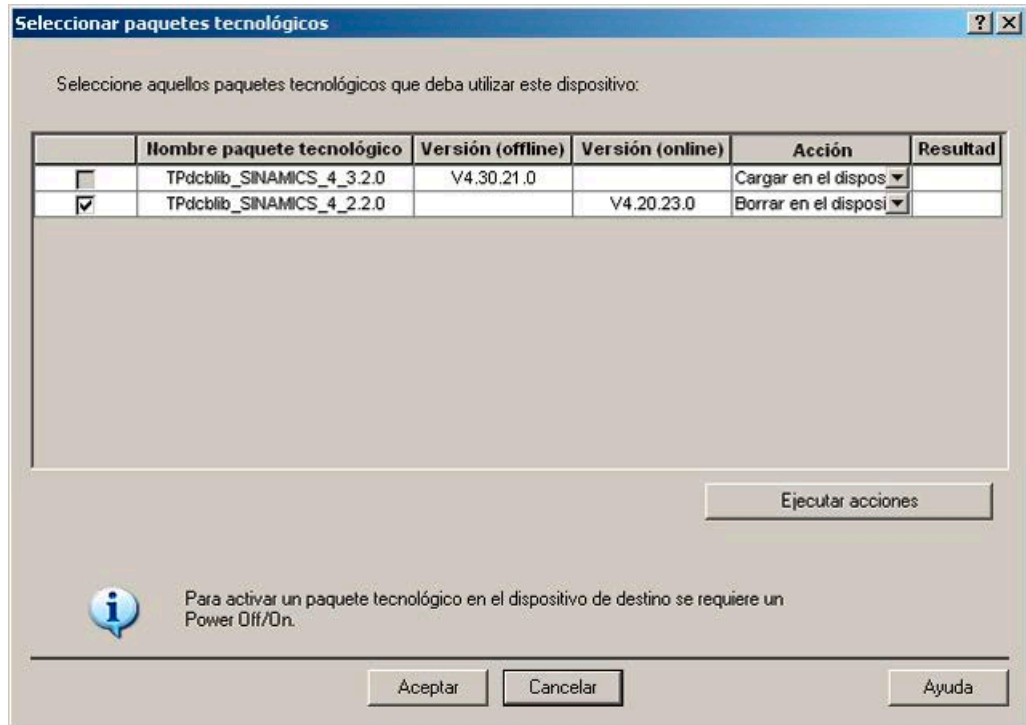 Seleccionar paquetes tecnológicos
Seleccione aquellos paquetes tecnológicos que deba utilizar este dispositivo:
Nombre paquete tecnológico Versión (offline) Versión (online) Acción Resultad
TPdcblib_SINAMICS_4_3.2.0 V4.30.21.0 Cargar en el dispos
TPdcblib_SINAMICS_4_2.2.0 V4.20.23.0 Borrar en el disposi
Ejecutar acciones
Para activar un paquete tecnológico en el dispositivo de destino se requiere un
Power Off/On.
Aceptar Cancelar Ayuda